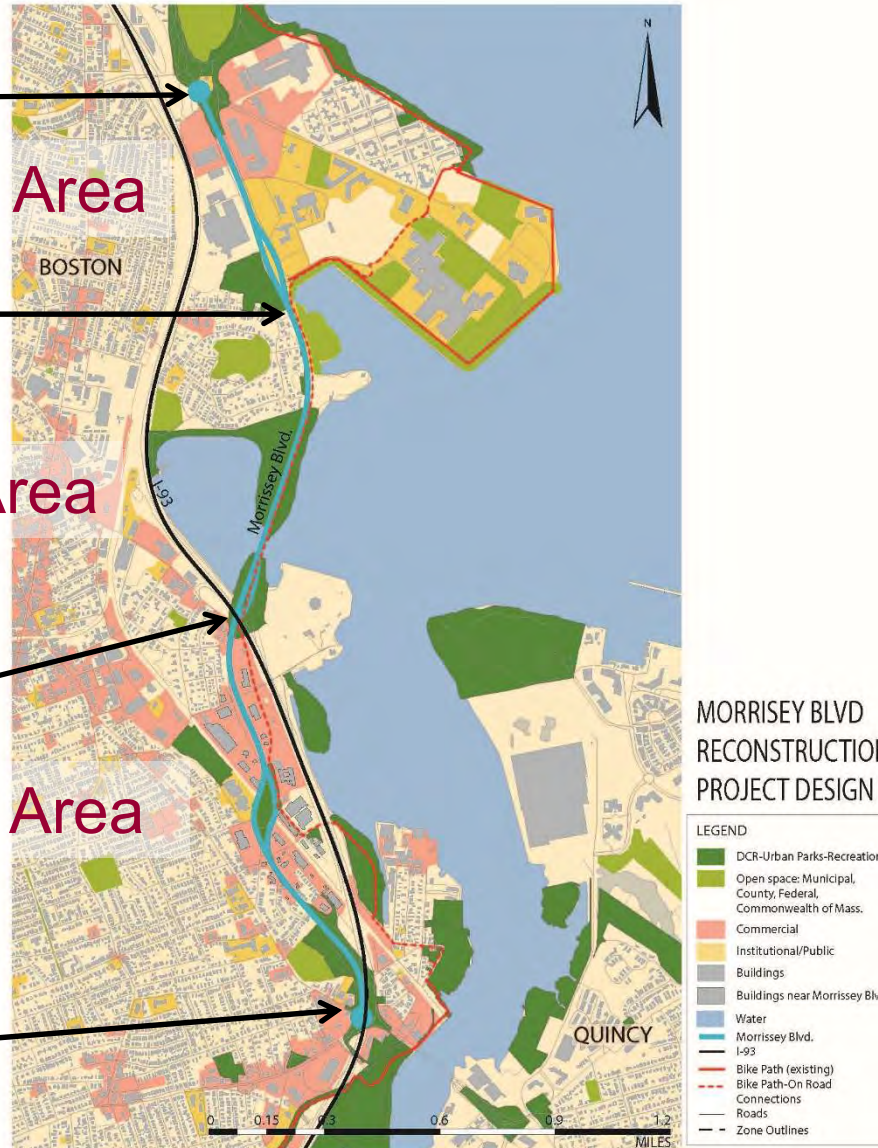 N
Area
BOSTON
Morrissey Blvd.
Area
I-93
Area
MORRISEY BLVD
RECONSTRUCTION
PROJECT DESIGN
LEGEND
DCR-Urban Parks-Recreation
Open space: Municipal,
County, Federal,
Commonwealth of Mass.
Commercial
Institutional/Public
Buildings
Buildings near Morrissey Blv
Water
Morrissey Blvd.
I-93
Bike Path (existing)
Bike Path-On Road
Connections
Roads
Zone Outlines
QUINCY
0 0.15 0.3 0.6 0.9 1.2
MILES